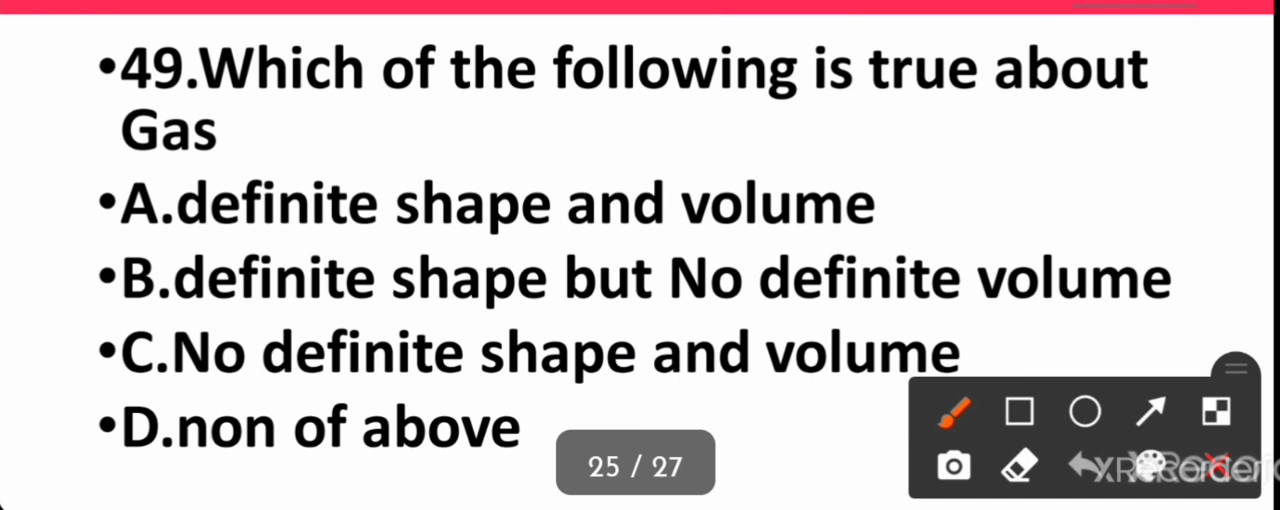 •49.Which of the following is true about
Gas
•A.definite shape and volume
•B.definite shape but No definite volume
•C.No definite shape and volume
•D.non of above
25 / 27